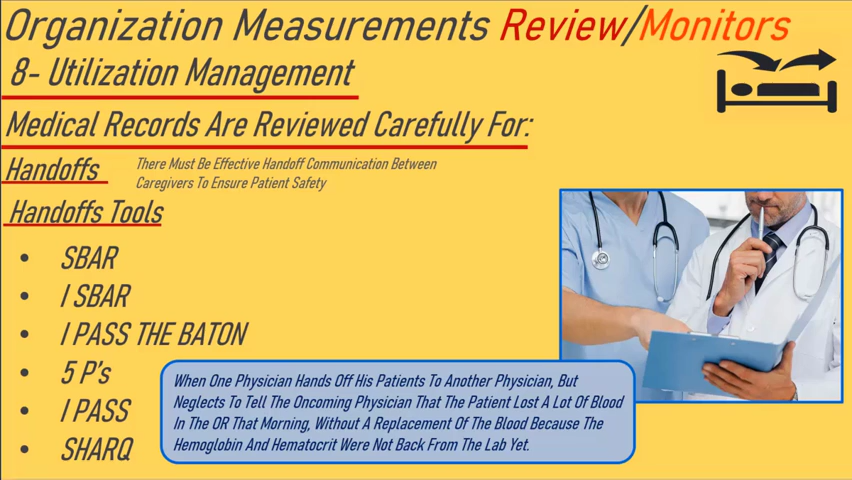 Organization Measurements Review/Monitors
8- Utilization Management
Medical Records Are Reviewed Carefully For:
Handoffs
There Must Be Effective Handoff Communication Between
Caregivers To Ensure Patient Safety
Handoffs Tools
• SBAR
• I SBAR
• I PASS THE BATON
• 5 P's
• I PASS
• SHARQ
When One Physician Hands Off His Patients To Another Physician, But
Neglects To Tell The Oncoming Physician That The Patient Lost A Lot Of Blood
In The OR That Morning, Without A Replacement Of The Blood Because The
Hemoglobin And Hematocrit Were Not Back From The Lab Yet.